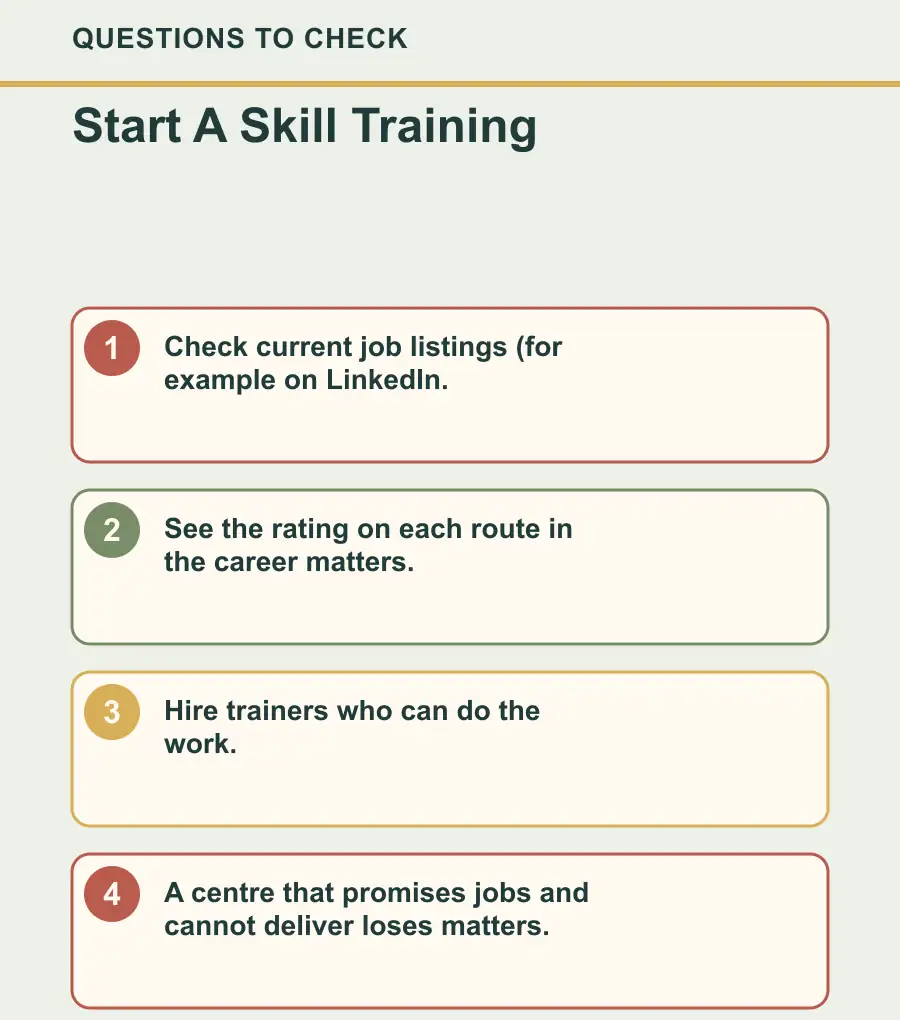 QUESTIONS TO CHECK
Start A Skill Training
1
Check current job listings (for
example on LinkedIn.
2
See the rating on each route in
the career matters.
3
Hire trainers who can do the
work.
4
A centre that promises jobs and
cannot deliver loses matters.